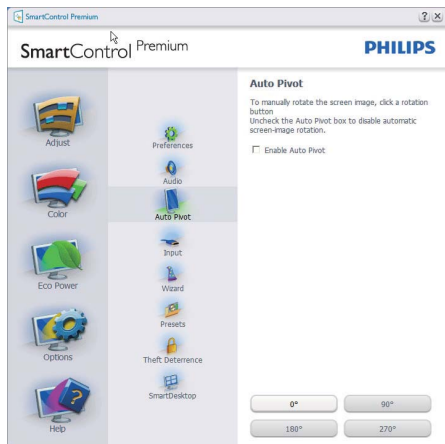 SmartControl Premium
SmartControl Premium
PHILIPS
Adjust
Color
Eco Power
Options
Help
Preferences
Audio
Auto Pivot
Input
Wizard
Presets
Theft Deterrence
SmartDesktop
Auto Pivot
To manually rotate the screen image, click a rotation
button
Uncheck the Auto Pivot box to disable automatic
screen-image rotation.
Enable Auto Pivot
0°
90°
180°
270°